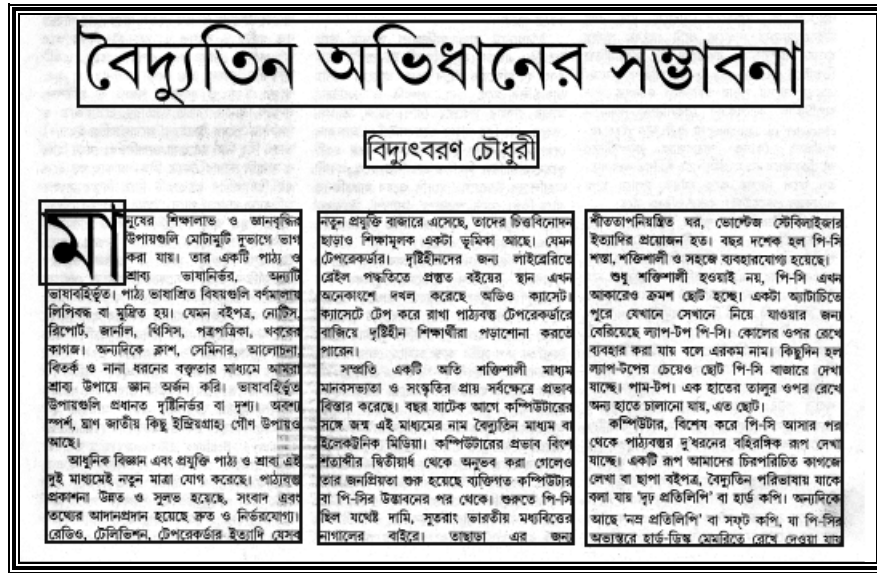 বৈদ্যুতিন অভিধানের সম্ভাবনা
বিদ্যুৎবরণ চৌধুরী
মানুষের শিক্ষালাভ ও জ্ঞানবৃদ্ধির
উপায়গুলি মোটামুটি দুভাগে ভাগ
করা যায়। তার একটি পাঠ্য ও
শ্রাব্য ভাষানির্ভর, অন্যটি
ভাষাবহির্ভূত। পাঠ্য ভাষাশ্রিত বিষয়গুলি বর্ণমালায়
লিপিবদ্ধ বা মুদ্রিত হয়। যেমন বইপত্র, নোটিস,
রিপোর্ট, জার্নাল, থিসিস, পত্রপত্রিকা, খবরের
কাগজ। অন্যদিকে ক্লাশ, সেমিনার, আলোচনা,
বিতর্ক ও নানা ধরনের বক্তৃতার মাধ্যমে আমরা
শ্রাব্য উপায়ে জ্ঞান অর্জন করি। ভাষাবহির্ভূত
উপায়গুলি প্রধানত দৃষ্টিনির্ভর বা দৃশ্য। অবশ্য
স্পর্শ, ঘ্রাণ জাতীয় কিছু ইন্দ্রিয়গ্রাহ্য গৌণ উপায়ও
আছে।
আধুনিক বিজ্ঞান এবং প্রযুক্তি পাঠ্য ও শ্রাব্য এই
দুই মাধ্যমেই নতুন মাত্রা যোগ করেছে। পাঠ্যবস্তু
প্রকাশনা উন্নত ও সুলভ হয়েছে, সংবাদ এবং
তথ্যের আদানপ্রদান হয়েছে দ্রুত ও নির্ভরযোগ্য।
রেডিও, টেলিভিশন, টেপরেকর্ডার ইত্যাদি যেসব
নতুন প্রযুক্তি বাজারে এসেছে, তাদের চিত্তবিনোদন
ছাড়াও শিক্ষামূলক একটা ভূমিকা আছে। যেমন
টেপরেকর্ডার। দৃষ্টিহীনদের জন্য লাইব্রেরিতে
ব্রেইল পদ্ধতিতে প্রস্তুত বইয়ের স্থান এখন
অনেকাংশে দখল করেছে অডিও ক্যাসেট।
ক্যাসেটে টেপ করে রাখা পাঠ্যবস্তু টেপরেকর্ডারে
বাজিয়ে দৃষ্টিহীন শিক্ষার্থীরা পড়াশোনা করতে
পারেন।
সম্প্রতি একটি অতি শক্তিশালী মাধ্যম
মানবসভ্যতা ও সংস্কৃতির প্রায় সর্বক্ষেত্রে প্রভাব
বিস্তার করেছে। বছর ষাটেক আগে কম্পিউটারের
সঙ্গে জন্ম এই মাধ্যমের নাম বৈদ্যুতিন মাধ্যম বা
ইলেকট্রনিক মিডিয়া। কম্পিউটারের প্রভাব বিংশ
শতাব্দীর দ্বিতীয়ার্ধ থেকে অনুভব করা গেলেও
তার জনপ্রিয়তা শুরু হয়েছে ব্যক্তিগত কম্পিউটার
বা পি-সির উদ্ভাবনের পর থেকে। শুরুতে পি-সি
ছিল যথেষ্ট দামি, সুতরাং ভারতীয় মধ্যবিত্তের
নাগালের বাইরে। তাছাড়া এর জন্য
শীততাপনিয়ন্ত্রিত ঘর, ভোল্টেজ স্টেবিলাইজার
ইত্যাদির প্রয়োজন হত। বছর দশেক হল পি-সি
শস্তা, শক্তিশালী ও সহজে ব্যবহারযোগ্য হয়েছে।
শুধু শক্তিশালী হওয়াই নয়, পি-সি এখন
আকারেও ক্রমশ ছোট হচ্ছে। একটা অ্যাটাচিতে
পুরে যেখানে সেখানে নিয়ে যাওয়ার জন্য
বেরিয়েছে ল্যাপ-টপ পি-সি। কোলের ওপর রেখে
ব্যবহার করা যায় বলে এরকম নাম। কিছুদিন হল
ল্যাপ-টপের চেয়েও ছোট পি-সি বাজারে দেখা
যাচ্ছে। পাম-টপ। এক হাতের তালুর ওপর রেখে
অন্য হাতে চালানো যায়, এত ছোট।
কম্পিউটার, বিশেষ করে পি-সি আসার পর
থেকে পাঠ্যবস্তুর দু'ধরনের বহিরঙ্গিক রূপ দেখা
যাচ্ছে। একটি রূপ আমাদের চিরপরিচিত কাগজে
লেখা বা ছাপা বইপত্র, বৈদ্যুতিন পরিভাষায় যাকে
বলা যায় 'দৃঢ় প্রতিলিপি' বা হার্ড কপি। অন্যদিকে
আছে 'নম্র প্রতিলিপি' বা সফ্‌ট কপি, যা পি-সির
অভ্যন্তরে হার্ড-ডিস্ক মেমরিতে রেখে দেওয়া যায়